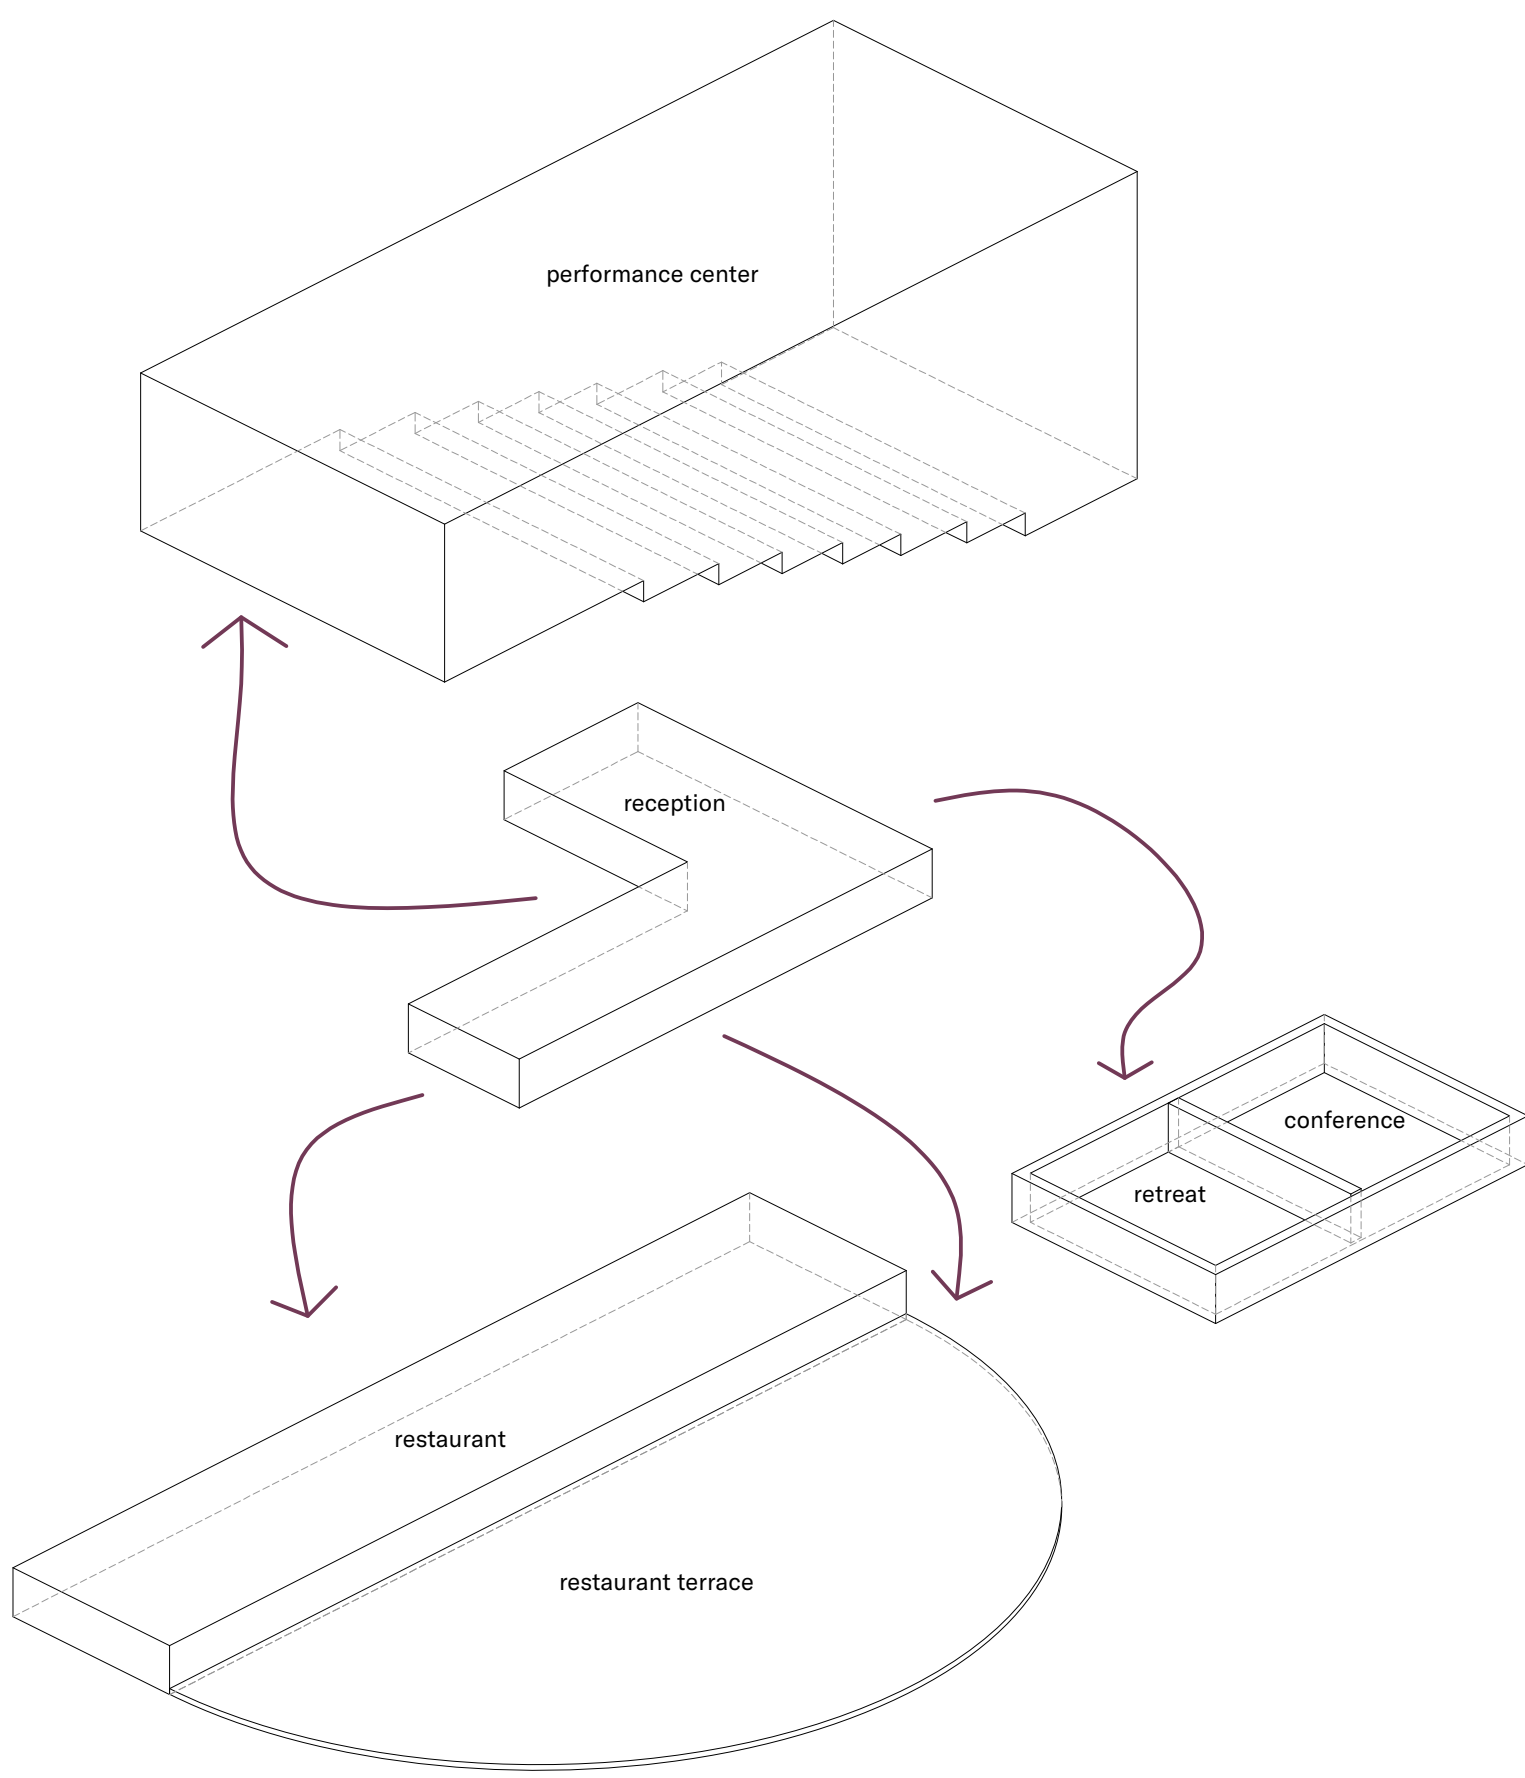 performance center
reception
conference
retreat
restaurant
restaurant terrace